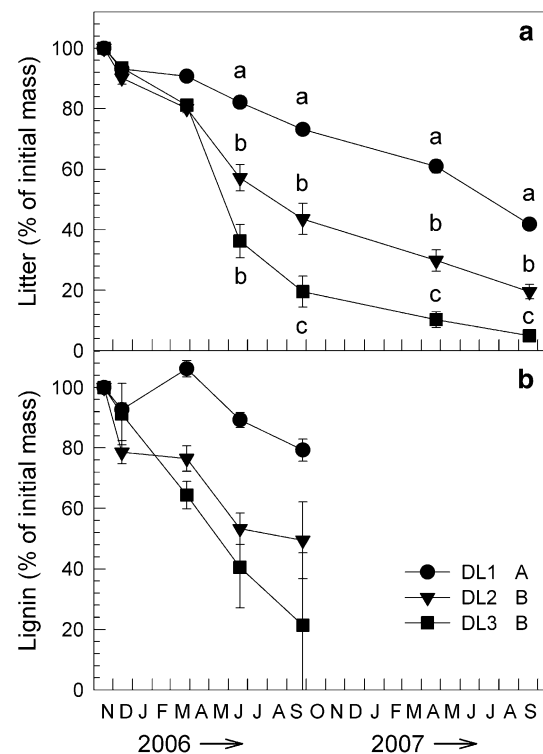 a
100
80
60
40
20
0
Litter (% of initial mass)
a
a
a
a
b
b
b
b
b
c
c
c
b
100
80
60
40
20
0
Lignin (% of initial mass)
DL1 A
DL2 B
DL3 B
N D J F M A M J J A S O N D J F M A M J J A S
2006 → 2007 →